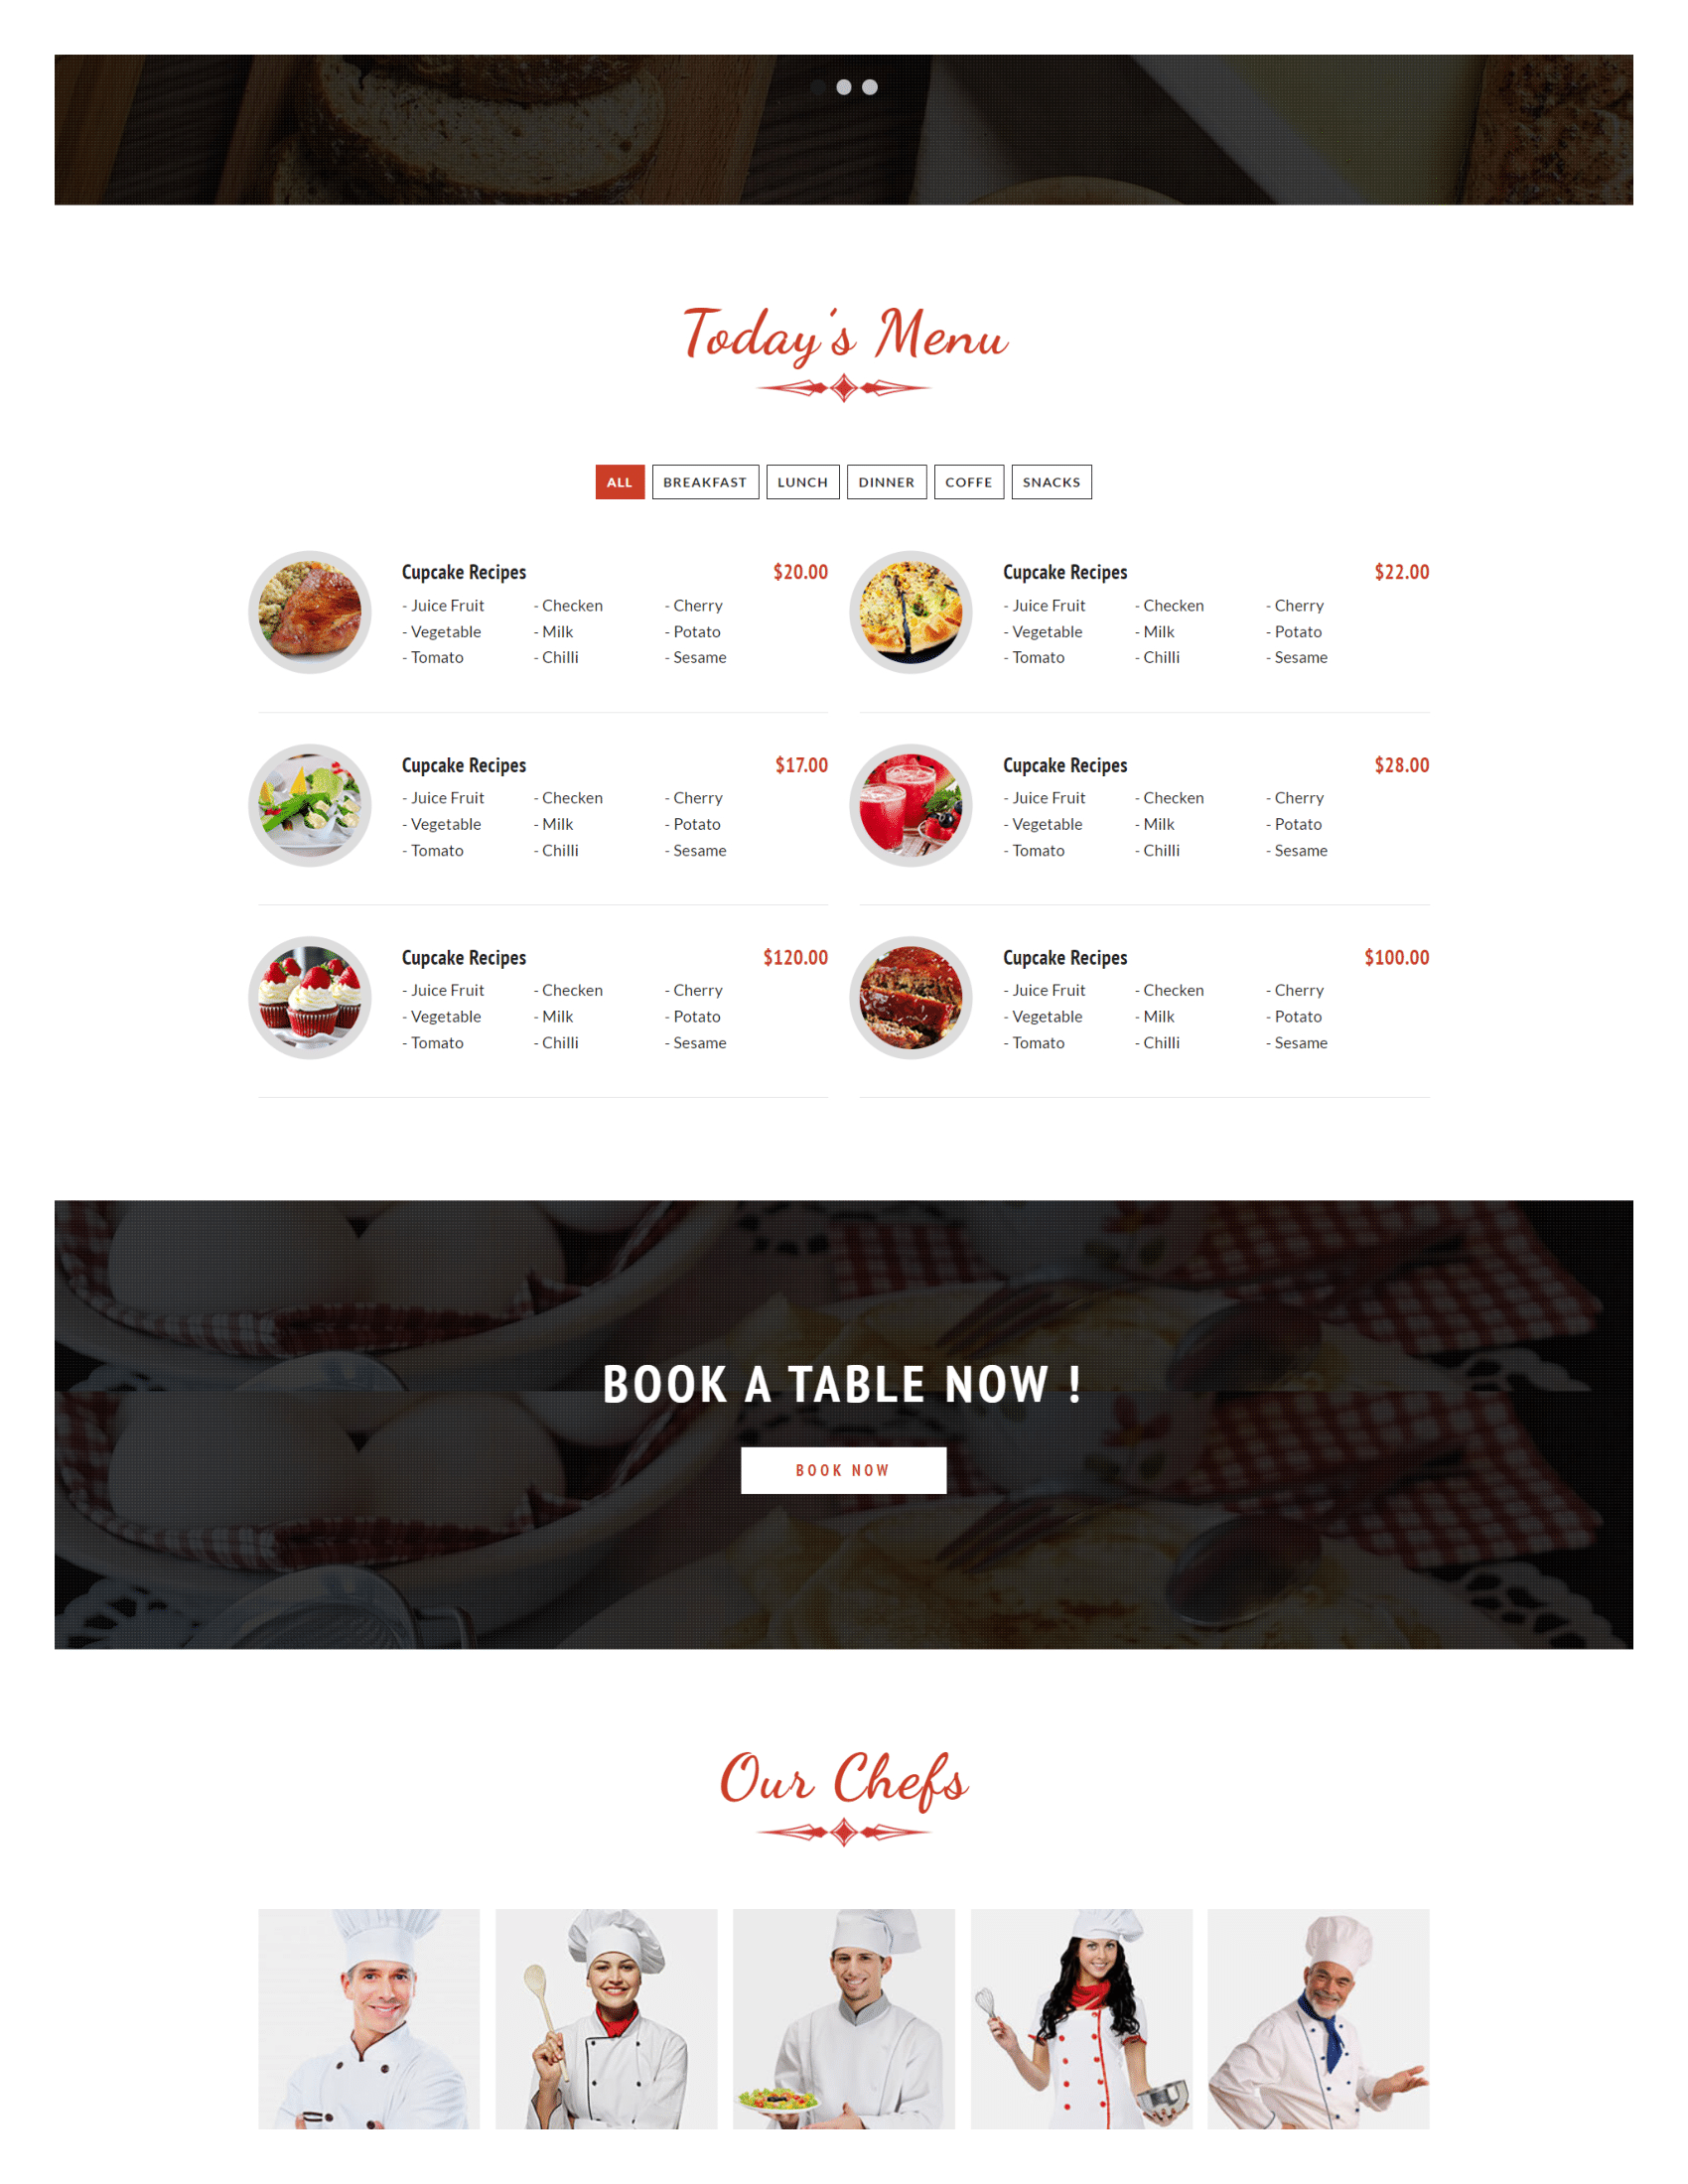 Today's Menu
ALL BREAKFAST LUNCH DINNER COFFE SNACKS
Cupcake Recipes $20.00
- Juice Fruit - Checken - Cherry
- Vegetable - Milk - Potato
- Tomato - Chilli - Sesame
Cupcake Recipes $22.00
- Juice Fruit - Checken - Cherry
- Vegetable - Milk - Potato
- Tomato - Chilli - Sesame
Cupcake Recipes $17.00
- Juice Fruit - Checken - Cherry
- Vegetable - Milk - Potato
- Tomato - Chilli - Sesame
Cupcake Recipes $28.00
- Juice Fruit - Checken - Cherry
- Vegetable - Milk - Potato
- Tomato - Chilli - Sesame
Cupcake Recipes $120.00
- Juice Fruit - Checken - Cherry
- Vegetable - Milk - Potato
- Tomato - Chilli - Sesame
Cupcake Recipes $100.00
- Juice Fruit - Checken - Cherry
- Vegetable - Milk - Potato
- Tomato - Chilli - Sesame
BOOK A TABLE NOW !
BOOK NOW
Our Chefs